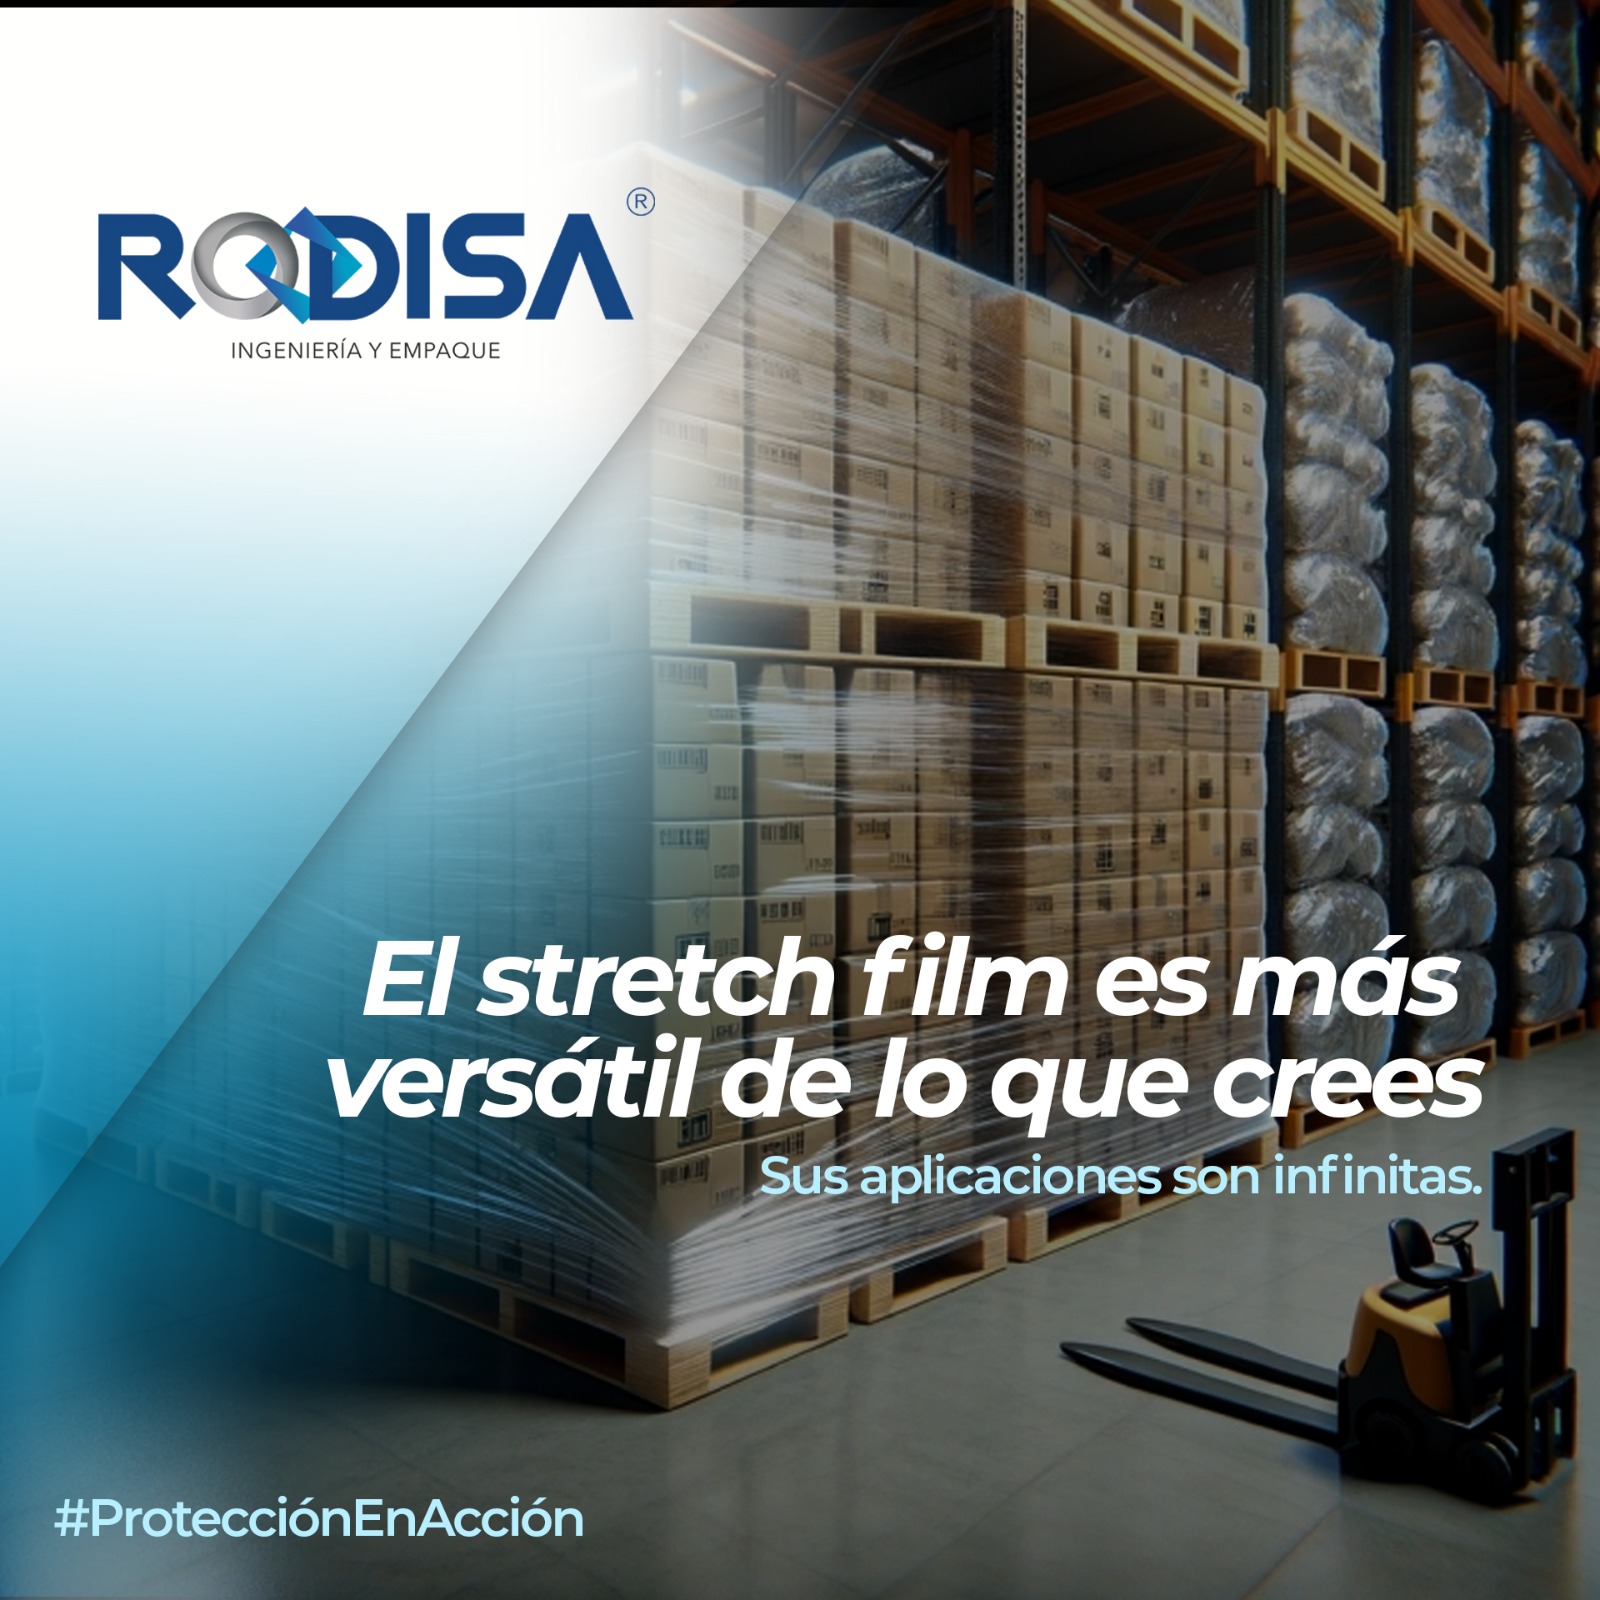 RODISA ®
INGENIERÍA Y EMPAQUE
El stretch film es más
versátil de lo que crees
Sus aplicaciones son infinitas.
#ProtecciónEnAcción